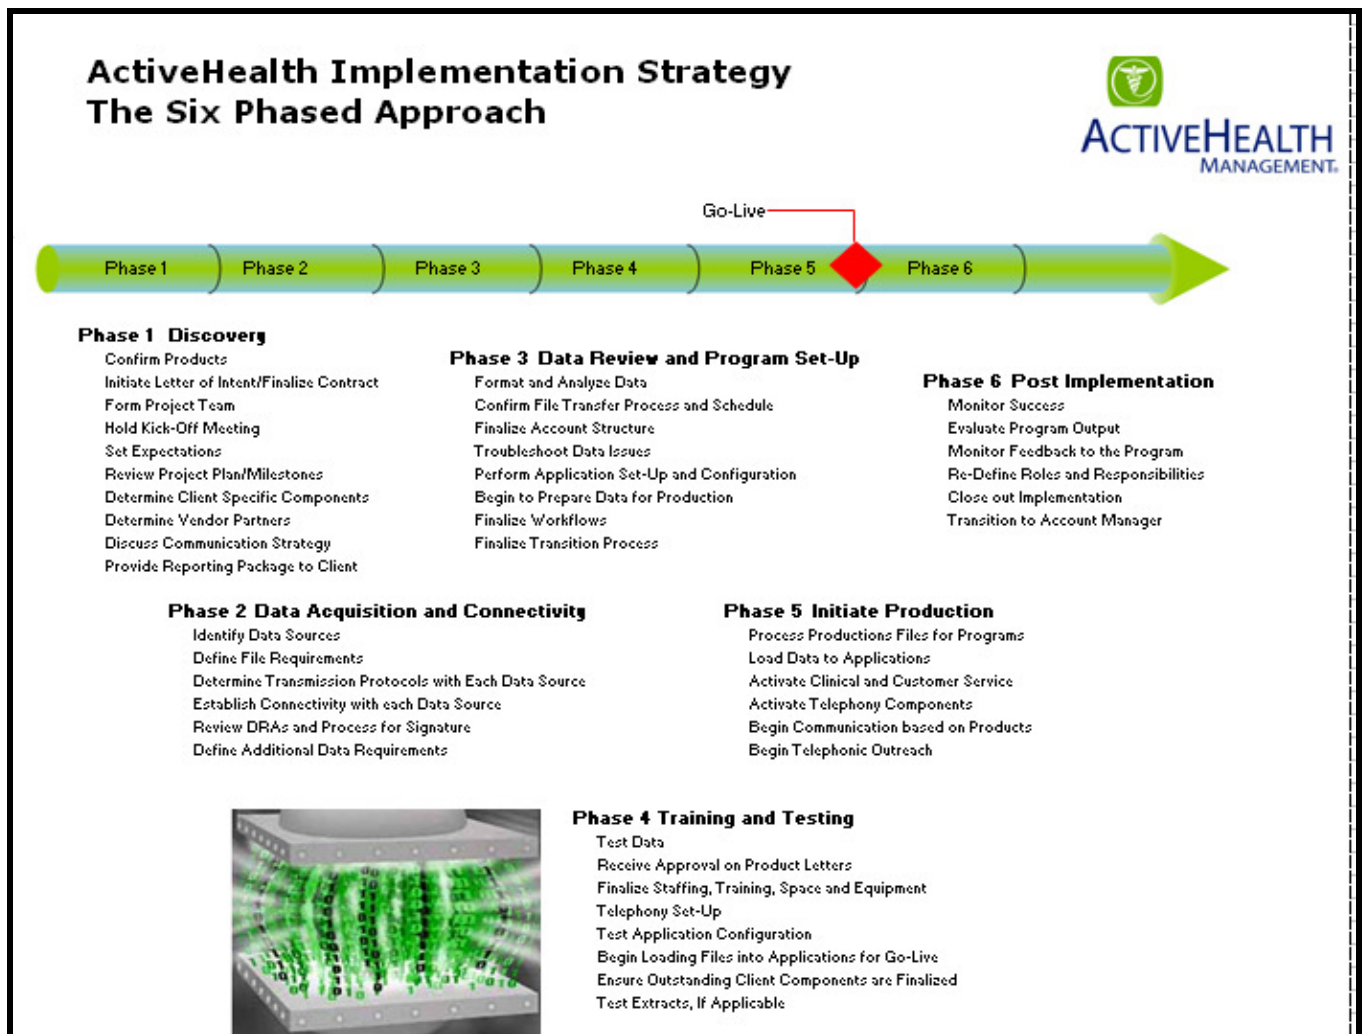 ActiveHealth Implementation Strategy
The Six Phased Approach
ACTIVEHEALTH
MANAGEMENT®
Go-Live
Phase 1
Phase 2
Phase 3
Phase 4
Phase 5
Phase 6
Phase 1 Discovery
Confirm Products
Initiate Letter of Intent/Finalize Contract
Form Project Team
Hold Kick-Off Meeting
Set Expectations
Review Project Plan/Milestones
Determine Client Specific Components
Determine Vendor Partners
Discuss Communication Strategy
Provide Reporting Package to Client
Phase 3 Data Review and Program Set-Up
Format and Analyze Data
Confirm File Transfer Process and Schedule
Finalize Account Structure
Troubleshoot Data Issues
Perform Application Set-Up and Configuration
Begin to Prepare Data for Production
Finalize Workflows
Finalize Transition Process
Phase 6 Post Implementation
Monitor Success
Evaluate Program Output
Monitor Feedback to the Program
Re-Define Roles and Responsibilities
Close out Implementation
Transition to Account Manager
Phase 2 Data Acquisition and Connectivity
Identify Data Sources
Define File Requirements
Determine Transmission Protocols with Each Data Source
Establish Connectivity with each Data Source
Review DRAs and Process for Signature
Define Additional Data Requirements
Phase 5 Initiate Production
Process Productions Files for Programs
Load Data to Applications
Activate Clinical and Customer Service
Activate Telephony Components
Begin Communication based on Products
Begin Telephonic Outreach
Phase 4 Training and Testing
Test Data
Receive Approval on Product Letters
Finalize Staffing, Training, Space and Equipment
Telephony Set-Up
Test Application Configuration
Begin Loading Files into Applications for Go-Live
Ensure Outstanding Client Components are Finalized
Test Extracts, If Applicable